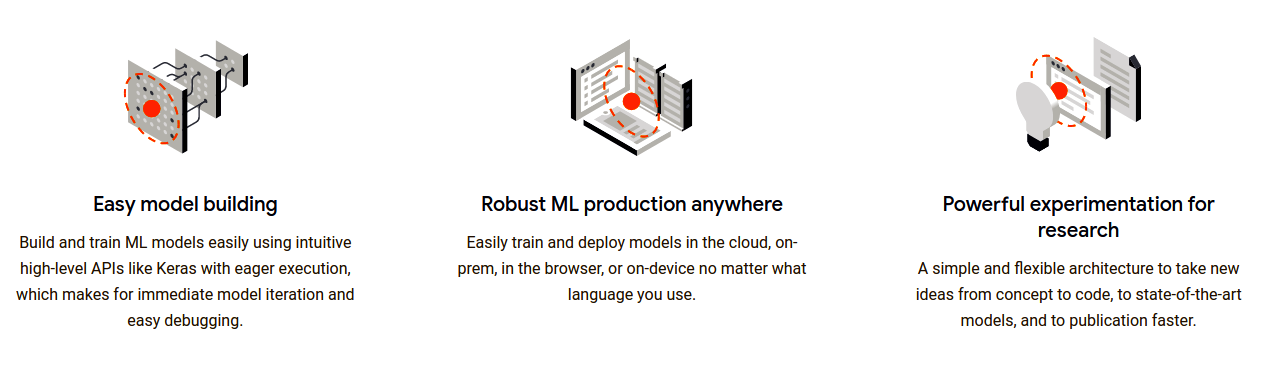 Easy model building
Build and train ML models easily using intuitive
high-level APIs like Keras with eager execution,
which makes for immediate model iteration and
easy debugging.
Robust ML production anywhere
Easily train and deploy models in the cloud, on-
prem, in the browser, or on-device no matter what
language you use.
Powerful experimentation for
research
A simple and flexible architecture to take new
ideas from concept to code, to state-of-the-art
models, and to publication faster.